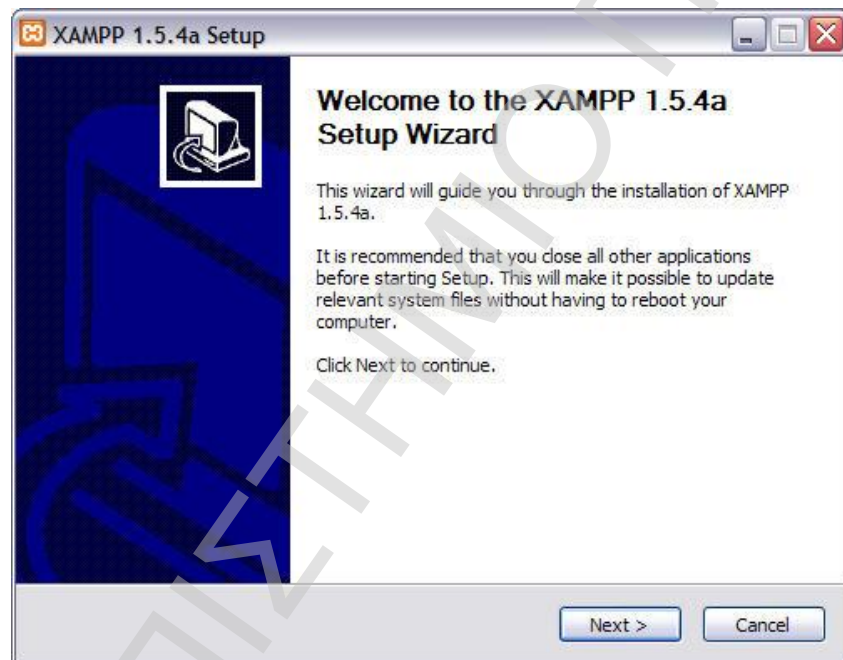 XAMPP 1.5.4a Setup
Welcome to the XAMPP 1.5.4a
Setup Wizard
This wizard will guide you through the installation of XAMPP
1.5.4a.
It is recommended that you close all other applications
before starting Setup. This will make it possible to update
relevant system files without having to reboot your
computer.
Click Next to continue.
Next >
Cancel
ΠΙΣΤΗΜΙΟ Π